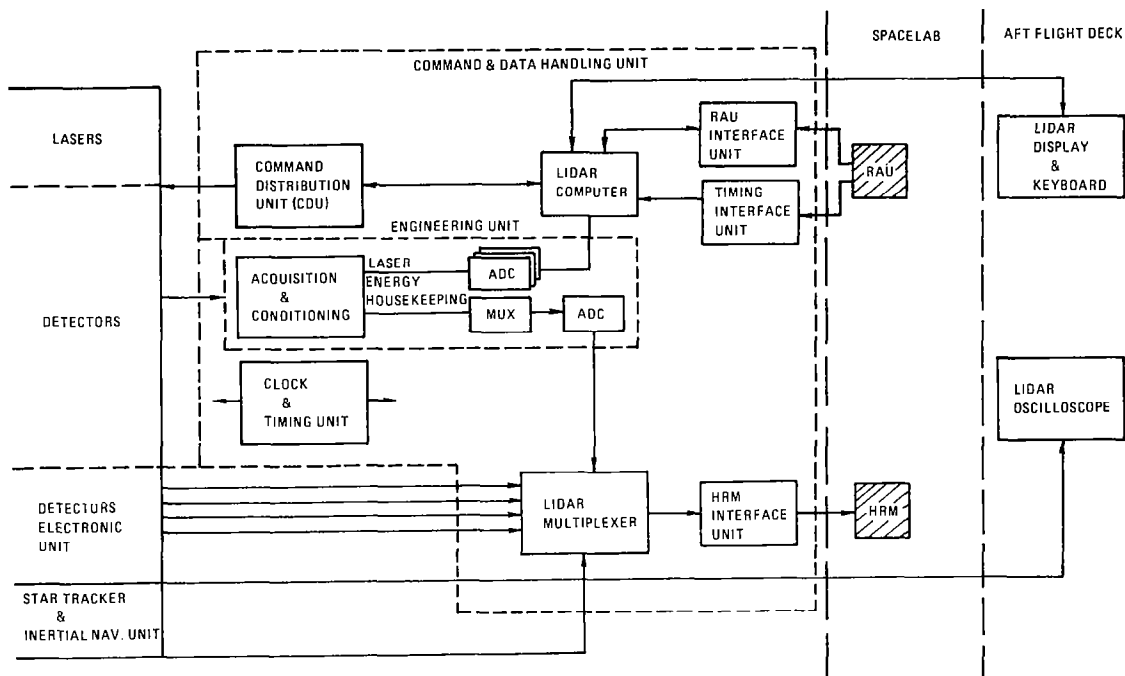 SPACELAB
AFT FLIGHT DECK
COMMAND & DATA HANDLING UNIT
LASERS
COMMAND
DISTRIBUTION
UNIT (CDU)
LIDAR
COMPUTER
RAU
INTERFACE
UNIT
TIMING
INTERFACE
UNIT
RAU
LIDAR
DISPLAY
&
KEYBOARD
ENGINEERING UNIT
ACQUISITION
&
CONDITIONING
LASER
ENERGY
HOUSEKEEPING
ADC
MUX
ADC
DETECTORS
CLOCK
&
TIMING UNIT
LIDAR
OSCILLOSCOPE
DETECTURS
ELECTRONIC
UNIT
LIDAR
MULTIPLEXER
HRM
INTERFACE
UNIT
HRM
STAR TRACKER
&
INERTIAL NAV. UNIT